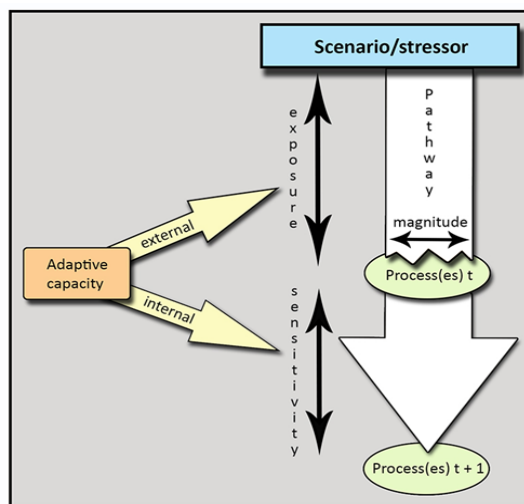 Scenario/stressor
exposure
Pathway
magnitude
external
Adaptive
capacity
Process(es) t
internal
sensitivity
Process(es) t + 1